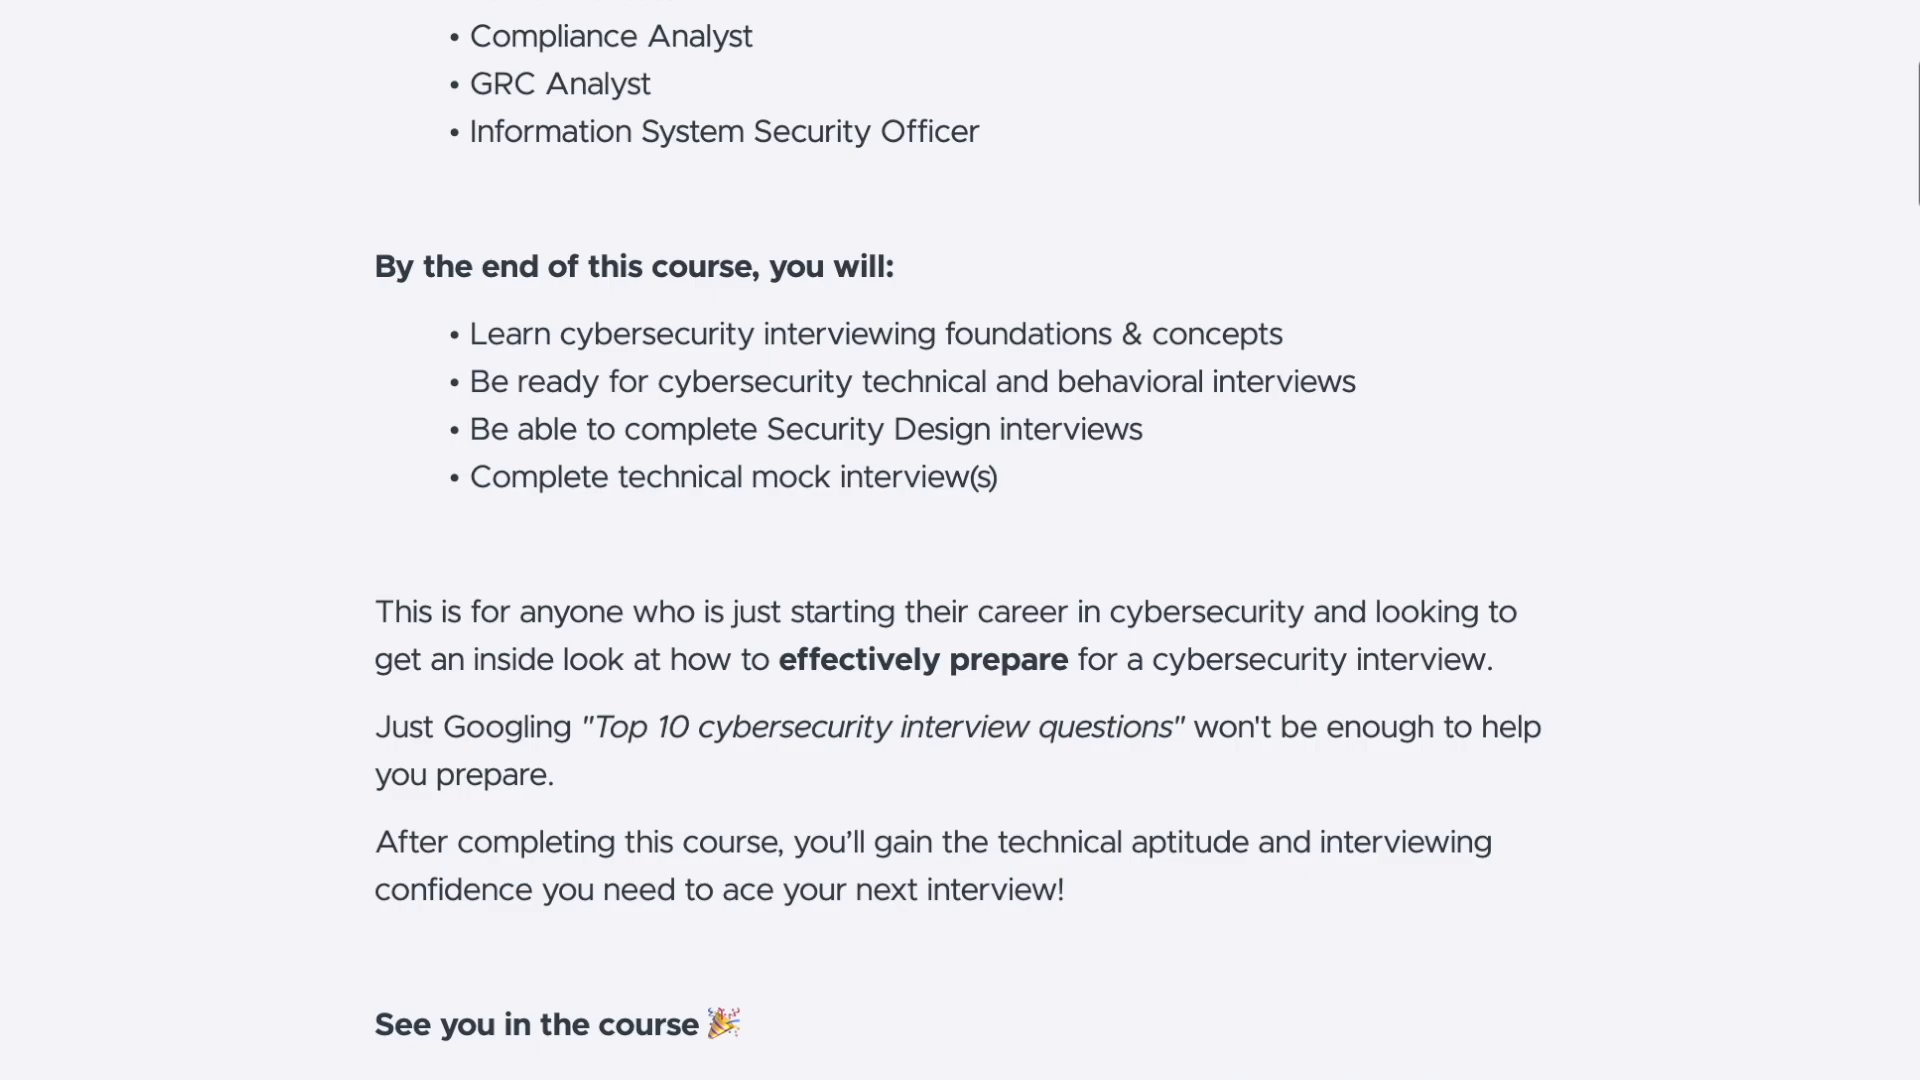 • Compliance Analyst
• GRC Analyst
• Information System Security Officer
By the end of this course, you will:
• Learn cybersecurity interviewing foundations & concepts
• Be ready for cybersecurity technical and behavioral interviews
• Be able to complete Security Design interviews
• Complete technical mock interview(s)
This is for anyone who is just starting their career in cybersecurity and looking to
get an inside look at how to effectively prepare for a cybersecurity interview.
Just Googling "Top 10 cybersecurity interview questions" won't be enough to help
you prepare.
After completing this course, you’ll gain the technical aptitude and interviewing
confidence you need to ace your next interview!
See you in the course 🎉